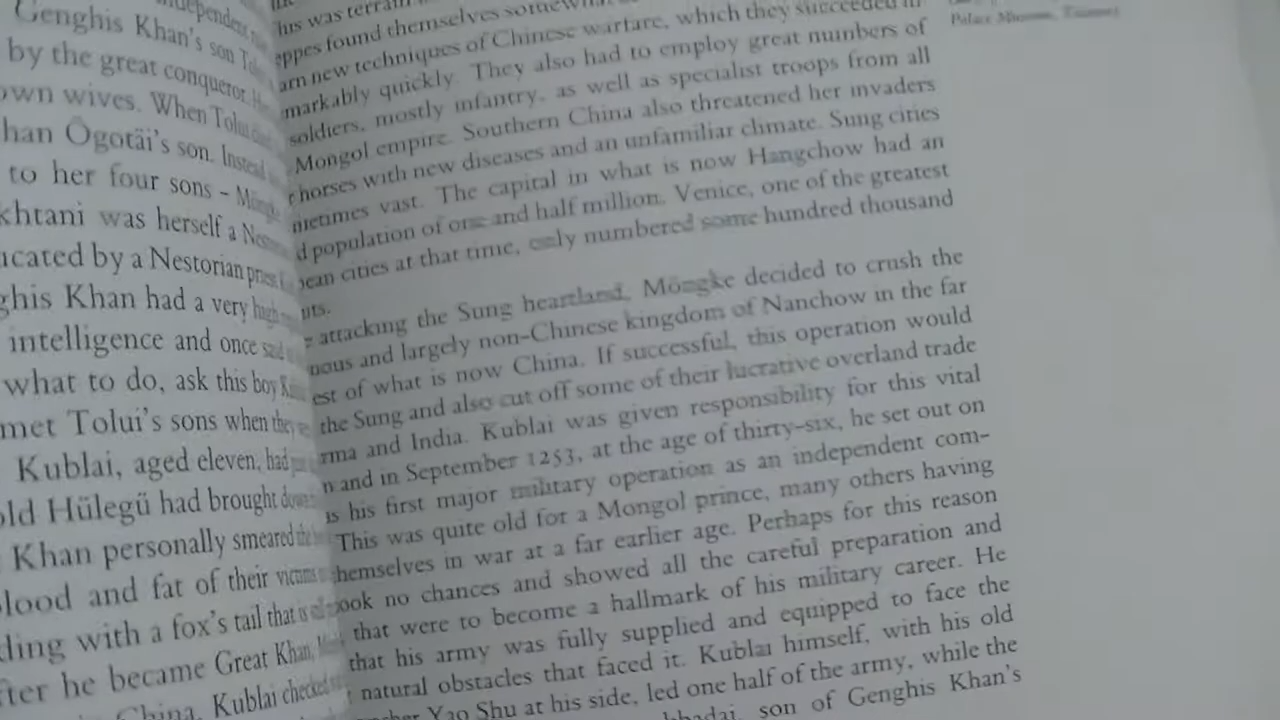 Genghis Khan's son
by the great conqueror.
own wives. When Tolui
han Ögotäi's son. Instead
to her four sons – Möngke
khtani was herself a
ucated by a Nestorian
ghis Khan had a very high
intelligence and once said
what to do, ask this boy
met Tolui's sons when they
Kublai, aged eleven, had
old Hülegü had brought down
Khan personally smeared
blood and fat of their victims
ding with a fox's tail that is
fter he became Great Khan,
China. Kublai checked
hus was terrain
eppes found themselves somewhat
arn new techniques of Chinese warfare, which they succeeded in
markably quickly. They also had to employ great numbers of
soldiers, mostly infantry, as well as specialist troops from all
Mongol empire. Southern China also threatened her invaders
r horses with new diseases and an unfamiliar climate. Sung cities
metimes vast. The capital in what is now Hangchow had an
d population of one and half million. Venice, one of the greatest
pean cities at that time, only numbered some hundred thousand
nts.
attacking the Sung heartland, Möngke decided to crush the
nous and largely non-Chinese kingdom of Nanchow in the far
est of what is now China. If successful, this operation would
the Sung and also cut off some of their lucrative overland trade
rma and India. Kublai was given responsibility for this vital
n and in September 1253, at the age of thirty-six, he set out on
is his first major military operation as an independent com-
This was quite old for a Mongol prince, many others having
hemselves in war at a far earlier age. Perhaps for this reason
ook no chances and showed all the careful preparation and
that were to become a hallmark of his military career. He
that his army was fully supplied and equipped to face the
natural obstacles that faced it. Kublai himself, with his old
Yao Shu at his side, led one half of the army, while the
son of Genghis Khan's
Palace Museum,